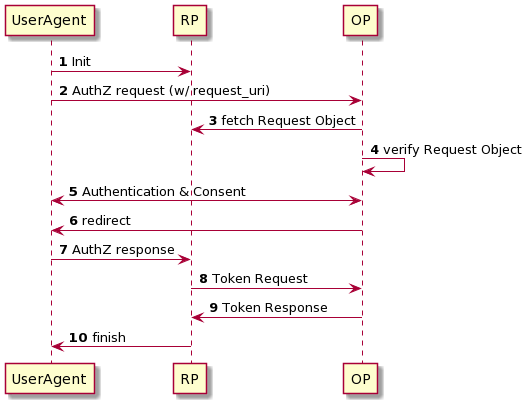 UserAgent RP OP
1 Init
2 AuthZ request (w/ request_uri)
3 fetch Request Object
4 verify Request Object
5 Authentication & Consent
6 redirect
7 AuthZ response
8 Token Request
9 Token Response
10 finish
UserAgent RP OP